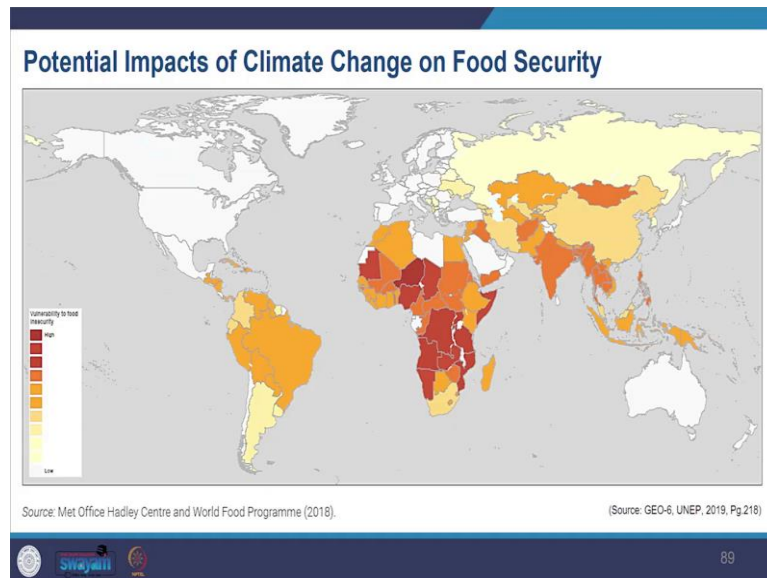 Potential Impacts of Climate Change on Food Security
Vulnerability to food
insecurity
High
Low
Source: Met Office Hadley Centre and World Food Programme (2018).
(Source: GEO-6, UNEP, 2019, Pg.218)
swayam
NPTEL
89